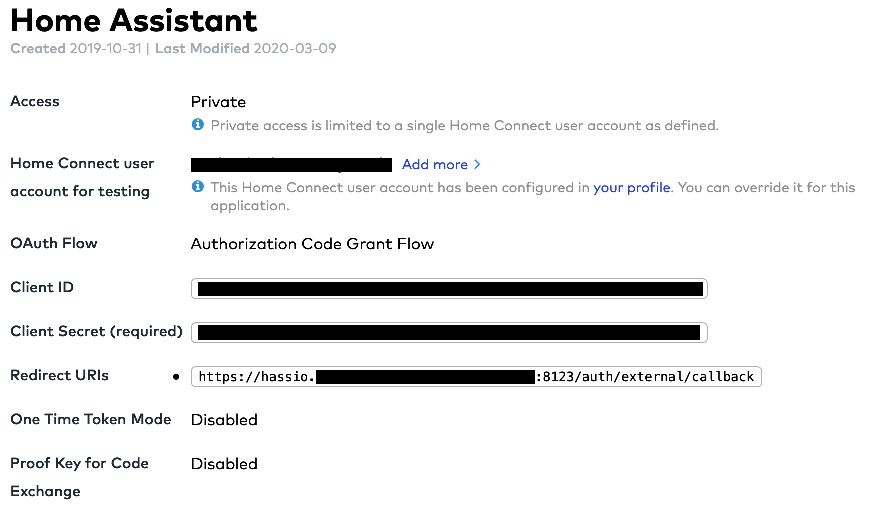 Home Assistant
Created 2019-10-31 | Last Modified 2020-03-09
Access
Private
Private access is limited to a single Home Connect user account as defined.
Home Connect user account for testing
Add more >
This Home Connect user account has been configured in your profile. You can override it for this
application.
OAuth Flow
Authorization Code Grant Flow
Client ID
Client Secret (required)
Redirect URIs
https://hassio. :8123/auth/external/callback
One Time Token Mode
Disabled
Proof Key for Code
Exchange
Disabled